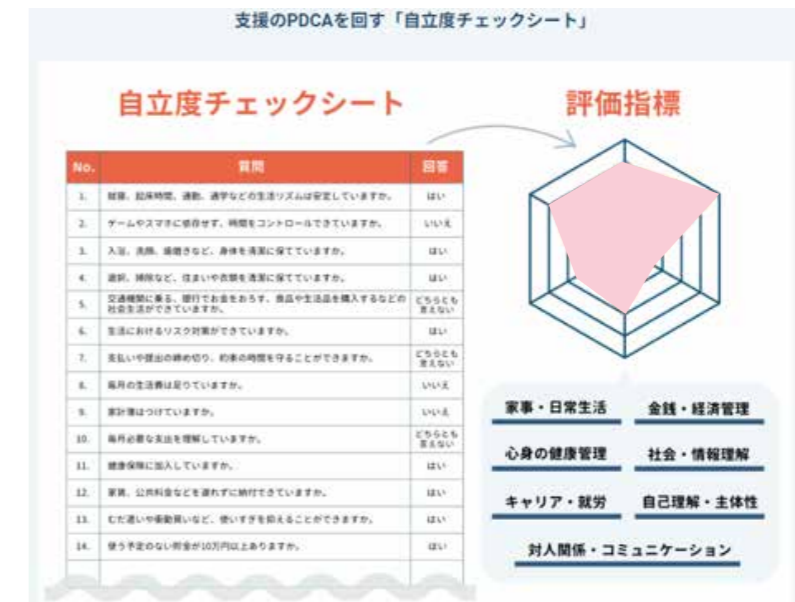 支援のPDCAを回す「自立度チェックシート」
自立度チェックシート
評価指標
No. 質問 回答
1. 就寝、起床時間、通勤、通学などの生活リズムは安定していますか。 はい
2. ゲームやスマホに依存せず、時間をコントロールできていますか。 いいえ
3. 入浴、洗顔、歯磨きなど、身体を清潔に保てていますか。 はい
4. 選択、掃除など、住まいや衣類を清潔に保てていますか。 はい
5. 交通機関に乗る、銀行でお金をおろす、食品や生活品を購入するなどの
社会生活ができていますか。 どちらとも
言えない
6. 生活におけるリスク対策ができていますか。 はい
7. 支払いや提出の締め切り、約束の時間を守ることができますか。 どちらとも
言えない
8. 毎月の生活費は足りていますか。 いいえ
9. 家計簿はつけていますか。 いいえ
10. 毎月必要な支出を理解していますか。 どちらとも
言えない
11. 健康保険に加入していますか。 はい
12. 家賃、公共料金などを遅れずに納付できていますか。 はい
13. むだ遣いや衝動買いなど、使いすぎを抑えることができますか。 はい
14. 使う予定のない貯金が10万円以上ありますか。 はい
家事・日常生活
金銭・経済管理
心身の健康管理
社会・情報理解
キャリア・就労
自己理解・主体性
対人関係・コミュニケーション